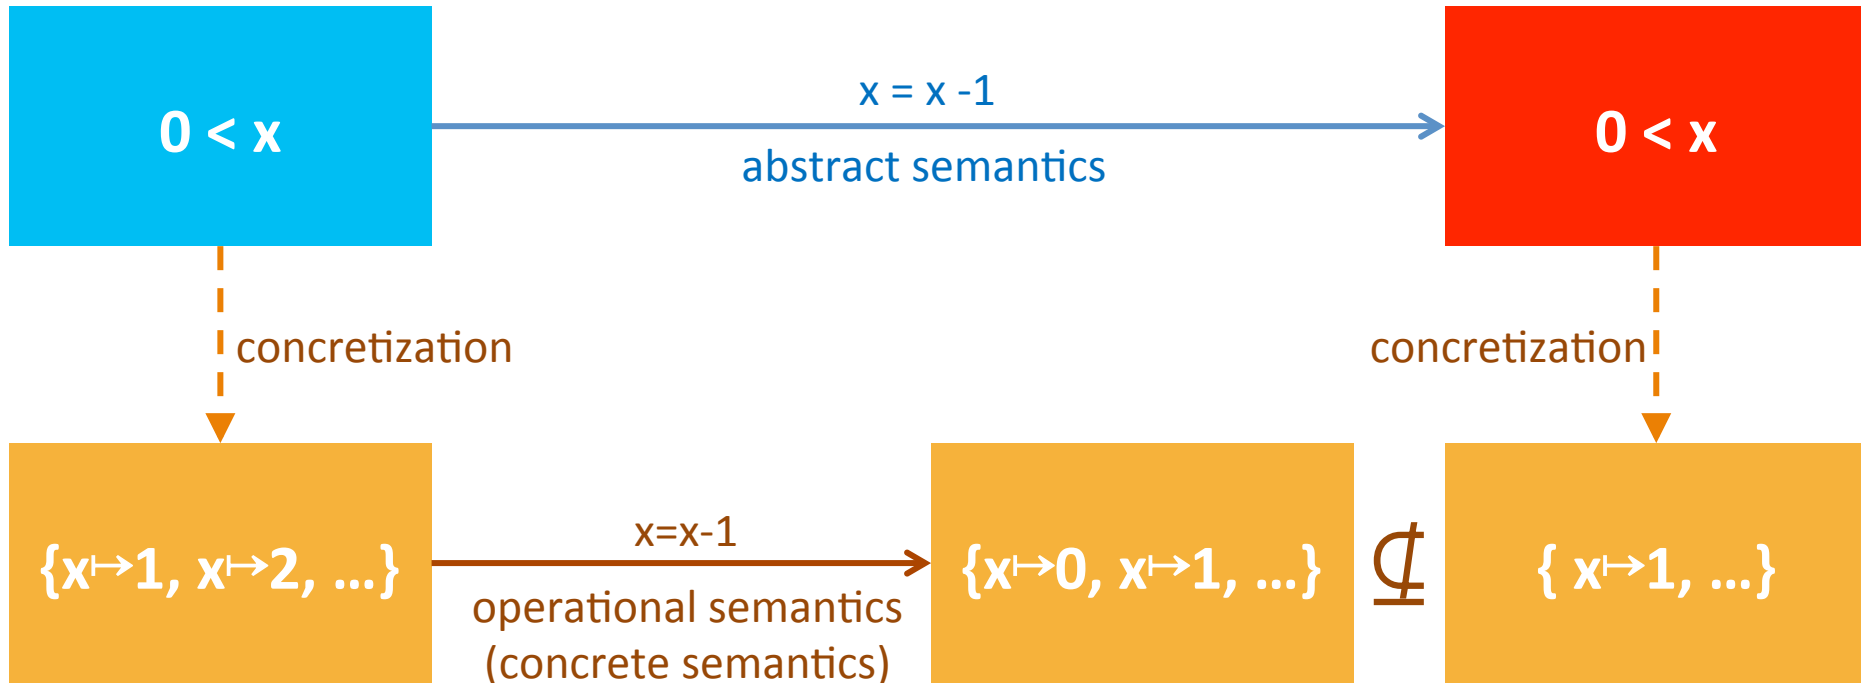 0 < x
x = x -1
abstract semantics
0 < x
concretization
concretization
{x↦1, x↦2, …}
x=x-1
operational semantics
(concrete semantics)
{x↦0, x↦1, …}
⊈
{ x↦1, …}